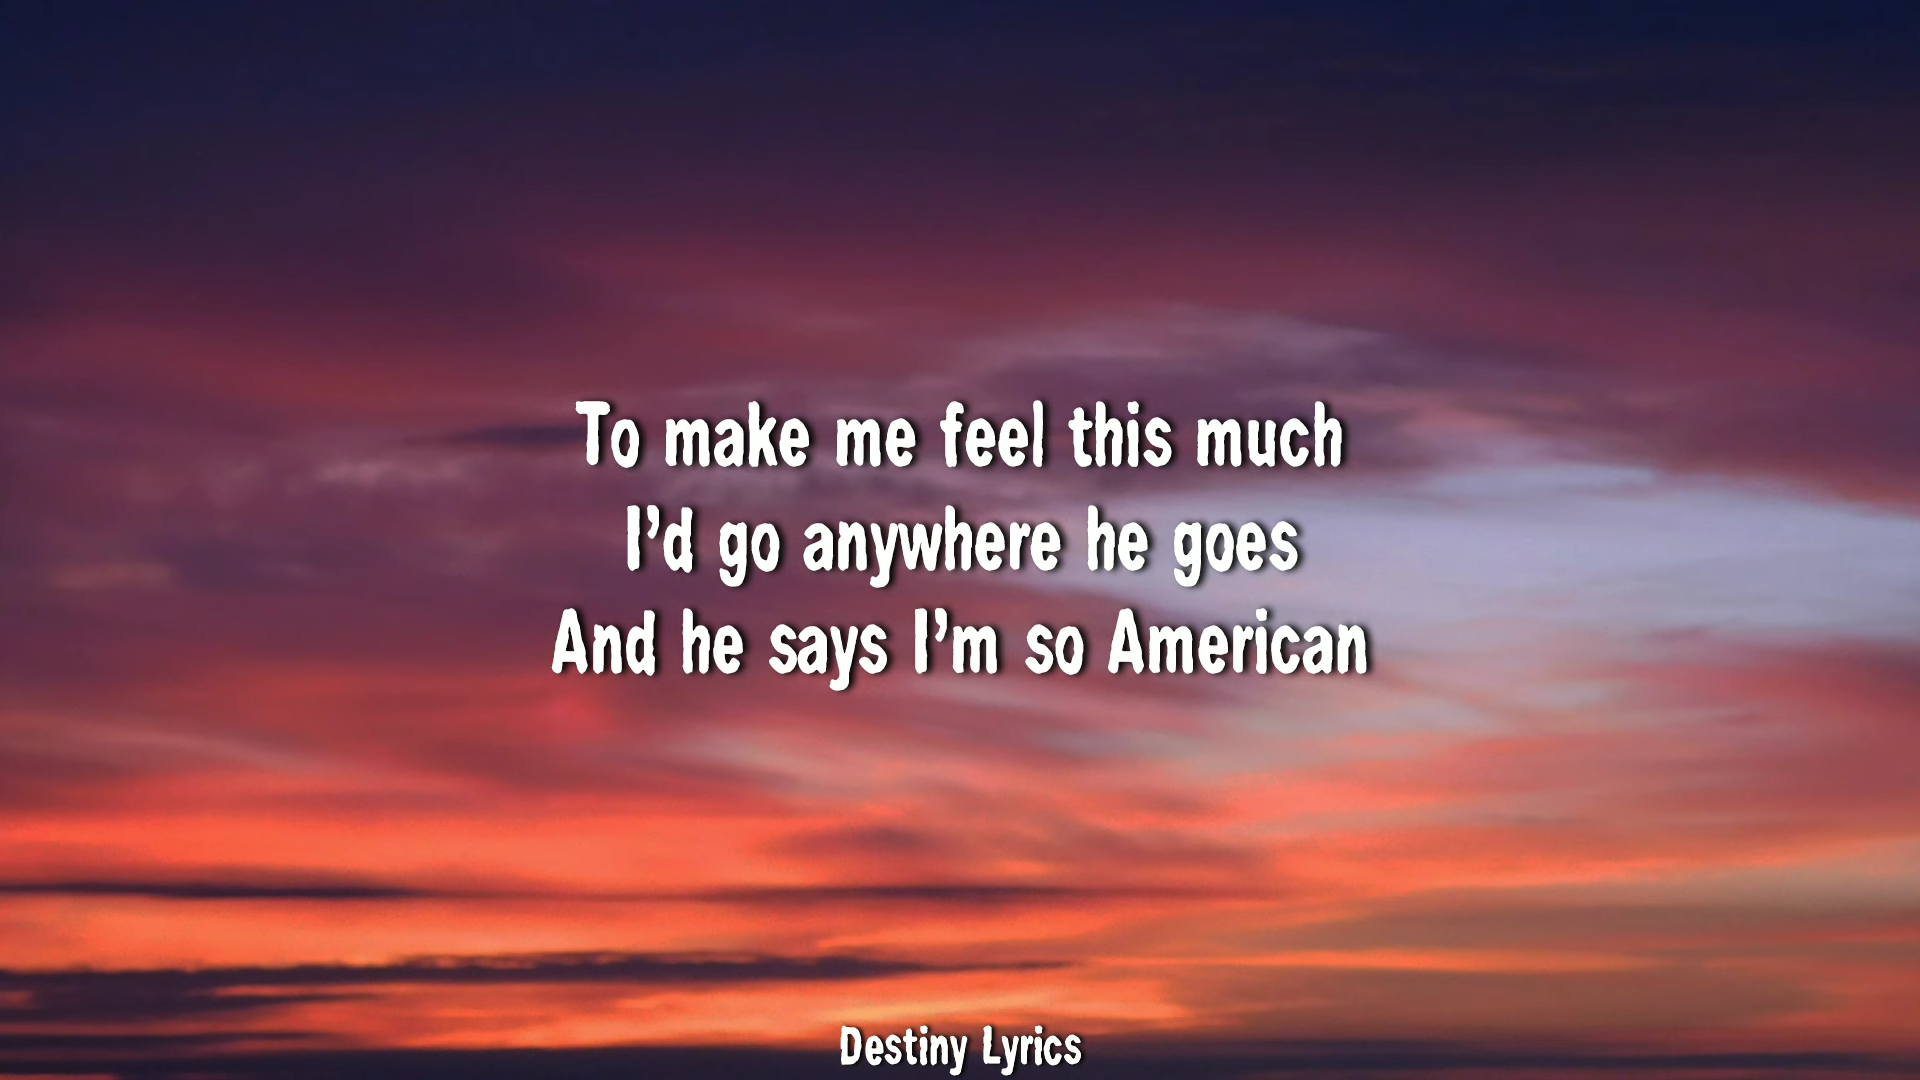 To make me feel this much
I'd go anywhere he goes
And he says I'm so American
Destiny Lyrics